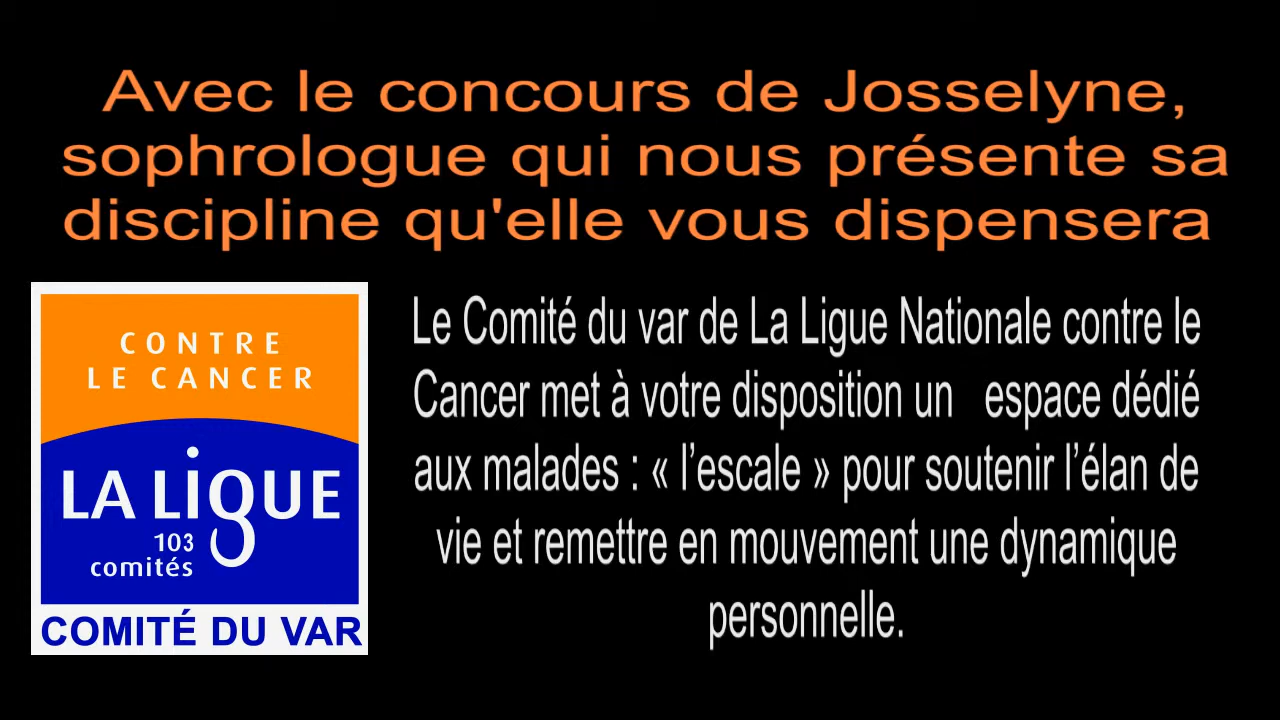 Avec le concours de Josselyne,
sophrologue qui nous présente sa
discipline qu'elle vous dispensera
CONTRE
LE CANCER
LA LIGUE
103
comités
COMITÉ DU VAR
Le Comité du var de La Ligue Nationale contre le
Cancer met à votre disposition un   espace dédié
aux malades : « l’escale » pour soutenir l’élan de
vie et remettre en mouvement une dynamique
personnelle.